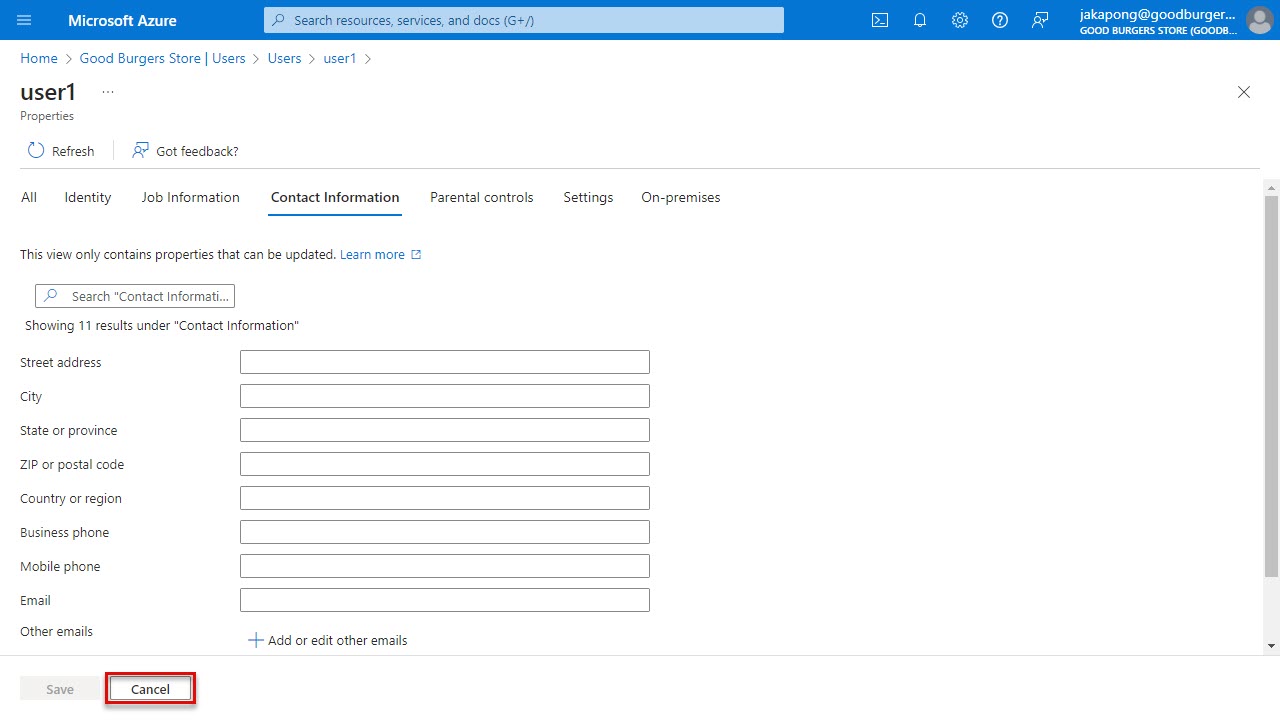 Microsoft Azure
Search resources, services, and docs (G+/)
jakapong@goodburger...
GOOD BURGERS STORE (GOODB...
Home > Good Burgers Store | Users > Users > user1 >
user1 ...
Properties
Refresh
Got feedback?
All
Identity
Job Information
Contact Information
Parental controls
Settings
On-premises
This view only contains properties that can be updated. Learn more
Search "Contact Informati...
Showing 11 results under "Contact Information"
Street address
City
State or province
ZIP or postal code
Country or region
Business phone
Mobile phone
Email
Other emails
Add or edit other emails
Save
Cancel